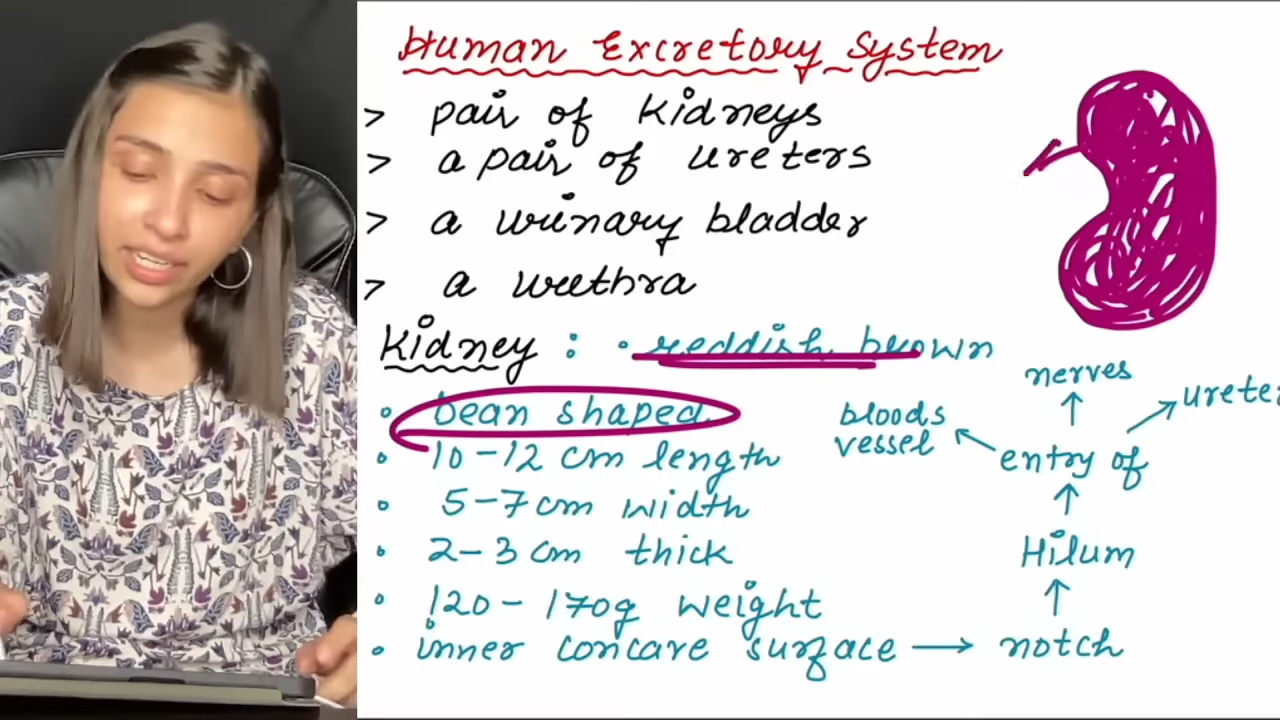 Human Excretory System
> pair of kidneys
> a pair of ureters
> a urinary bladder
> a urethra
Kidney : • reddish brown
• bean shaped
• 10-12 cm length
• 5-7cm width
• 2-3 cm thick
• 120-170g weight
• inner concave surface → notch
↑
Hilum
↑
entry of
bloods vessel
nerves
ureter